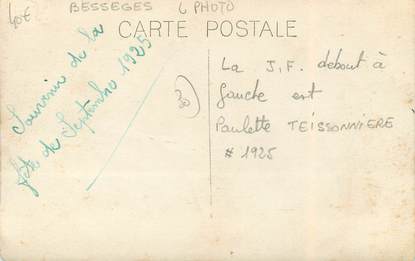 40€ BESSEGES 6 PHOTO
CARTE POSTALE
Souvenir de la
fête de Septembre 1925
30
La J.F. debout à
gauche est
Paulette TEISSONNIERE
# 1925